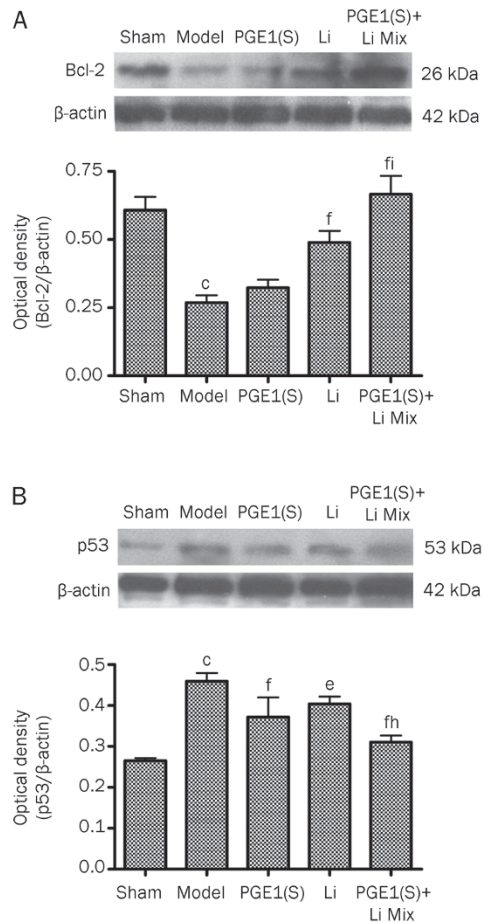 A
Sham Model PGE1(S) Li PGE1(S)+
Li Mix
Bcl-2 26 kDa
β-actin 42 kDa
Optical density
(Bcl-2/β-actin)
0.75
0.50
0.25
0.00
c
f
fi
Sham Model PGE1(S) Li PGE1(S)+
Li Mix
B
Sham Model PGE1(S) Li PGE1(S)+
Li Mix
p53 53 kDa
β-actin 42 kDa
Optical density
(p53/β-actin)
0.5
0.4
0.3
0.2
0.1
0.0
c
f
e
fh
Sham Model PGE1(S) Li PGE1(S)+
Li Mix